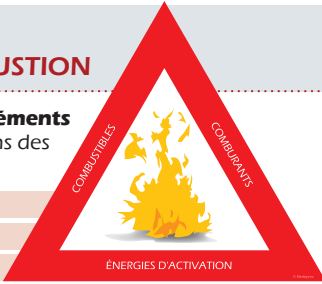 USTION
éments
ns des
COMBUSTIBLES
COMBURANTS
ÉNERGIES D'ACTIVATION